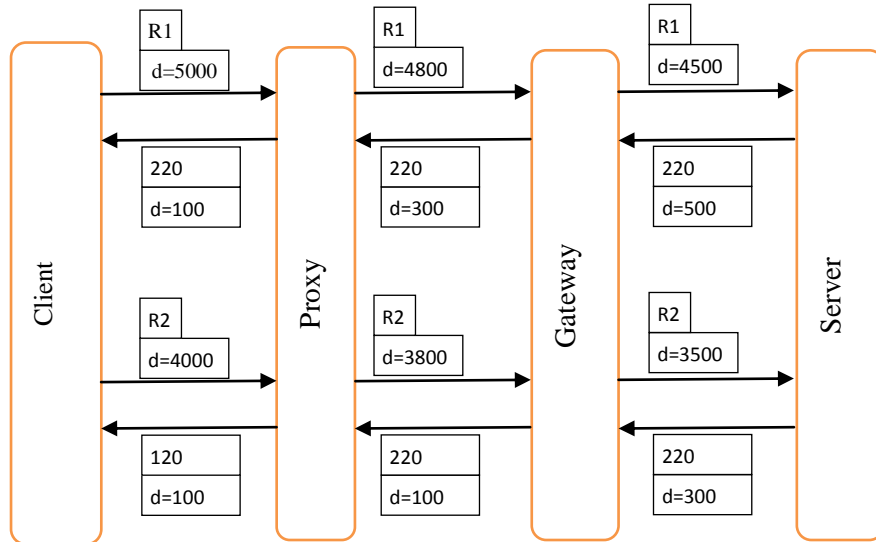 R1
d=5000
R1
d=4800
R1
d=4500
220
d=100
220
d=300
220
d=500
Client
Proxy
Gateway
Server
R2
d=4000
R2
d=3800
R2
d=3500
120
d=100
220
d=100
220
d=300